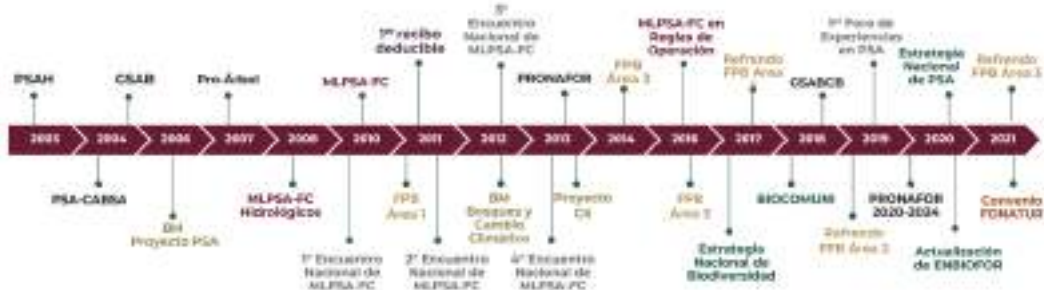 PSAH
GSAB
Pro-Árbol
MLPSA-FC
1er recibo
deducible
3º
Encuentro
Nacional de
MLPSA-FC
PRONAFOR
FPB
Área 2
MLPSA-FC en
Reglas de
Operación
Refrendo
FPB Área
GSABCB
1er Foro de
Experiencias
en PSA
Estrategia
Nacional
de PSA
Refrendo
FPB Área 3
2003 2004 2006 2007 2008 2010 2011 2012 2013 2014 2016 2017 2018 2019 2020 2021
PSA-CABSA
BM
Proyecto PSA
MLPSA-FC
Hidrológicos
1º Encuentro
Nacional de
MLPSA-FC
FPB
Área 1
2º Encuentro
Nacional de
MLPSA-FC
BM
Bosques y
Cambio
Climático
4º Encuentro
Nacional de
MLPSA-FC
Proyecto
C6
FPB
Área 3
Estrategia
Nacional de
Biodiversidad
BIOCOMUNI
Refrendo
FPB Área 2
PRONAFOR
2020-2024
Actualización
de ENBIOFOR
Convenio
FONATUR